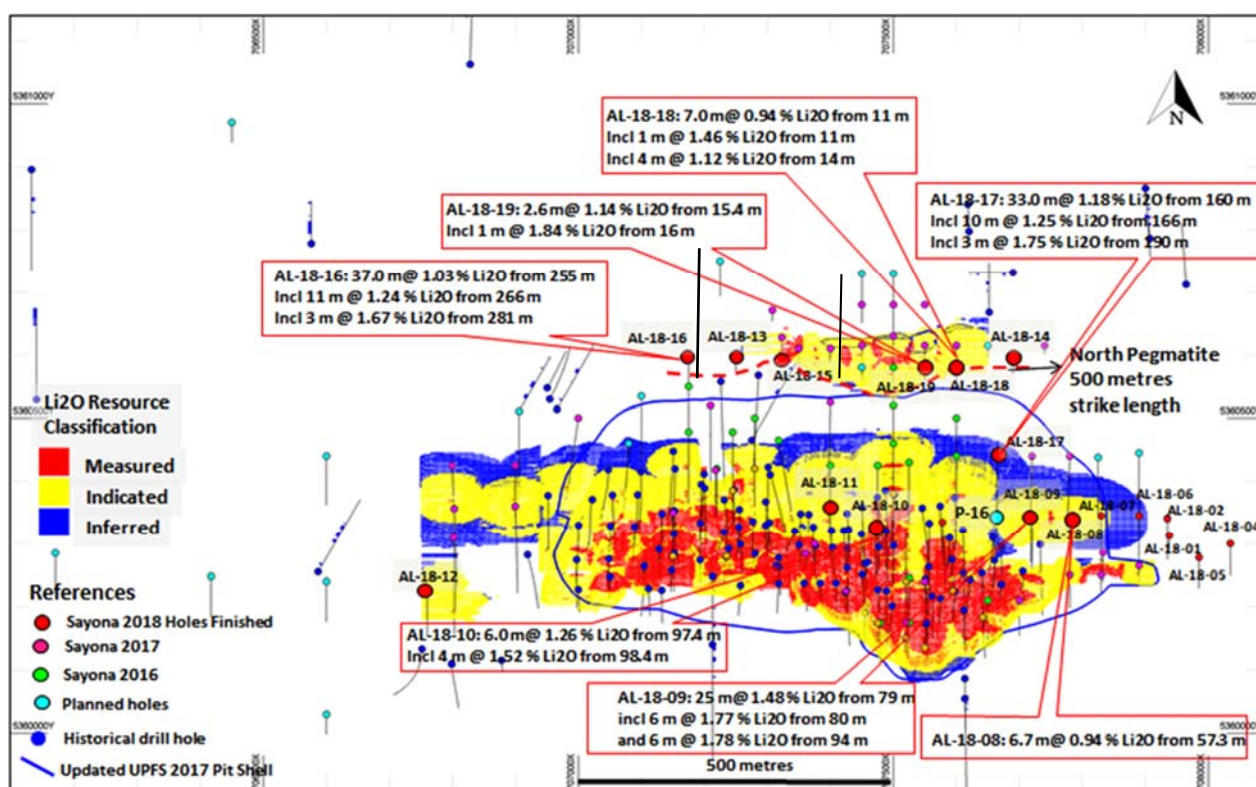 706500X
707000X
707500X
708000X
5361000Y
5361000Y
N
AL-18-18: 7.0 m@ 0.94 % Li2O from 11 m
Incl 1 m @ 1.46 % Li2O from 11 m
Incl 4 m @ 1.12 % Li2O from 14 m
AL-18-19: 2.6 m@ 1.14 % Li2O from 15.4 m
Incl 1 m @ 1.84 % Li2O from 16 m
AL-18-17: 33.0 m@ 1.18 % Li2O from 160 m
Incl 10 m @ 1.25 % Li2O from 166 m
Incl 3 m @ 1.75 % Li2O from 190 m
AL-18-16: 37.0 m@ 1.03 % Li2O from 255 m
Incl 11 m @ 1.24 % Li2O from 266 m
Incl 3 m @ 1.67 % Li2O from 281 m
AL-18-16
AL-18-13
AL-18-14
AL-18-15
AL-18-19
AL-18-18
North Pegmatite
500 metres
strike length
5360500Y
5360500Y
Li2O Resource
Classification
Measured
Indicated
Inferred
AL-18-17
AL-18-11
AL-18-10
P-16
AL-18-09
AL-18-07
AL-18-06
AL-18-08
AL-18-02
AL-18-04
AL-18-01
AL-18-05
AL-18-12
References
Sayona 2018 Holes Finished
Sayona 2017
Sayona 2016
Planned holes
Historical drill hole
Updated UPFS 2017 Pit Shell
AL-18-10: 6.0 m@ 1.26 % Li2O from 97.4 m
Incl 4 m @ 1.52 % Li2O from 98.4 m
AL-18-09: 25 m@ 1.48 % Li2O from 79 m
incl 6 m @ 1.77 % Li2O from 80 m
and 6 m @ 1.78 % Li2O from 94 m
AL-18-08: 6.7 m@ 0.94 % Li2O from 57.3 m
5360000Y
500 metres
707000X